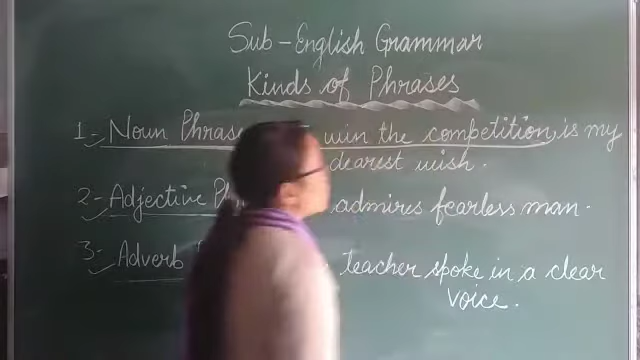 Sub-English Grammar
Kinds of Phrases
1- Noun Phrase win the competition, is my
dearest wish.
2- Adjective admires fearless man.
3- Adverb teacher spoke in a clear
voice.